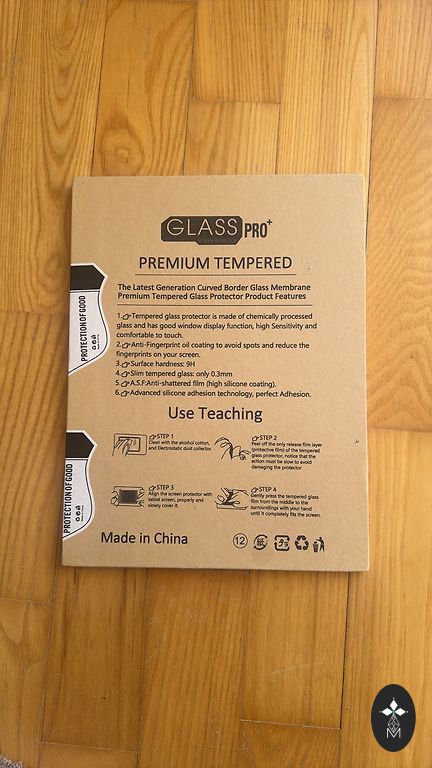 GLASS PRO+
SCREEN PROTECTOR
PREMIUM TEMPERED
The Latest Generation Curved Border Glass Membrane
Premium Tempered Glass Protector Product Features
1. Tempered glass protector is made of chemically processed
glass and has good window display function, high Sensitivity and
comfortable to touch.
2. Anti-Fingerprint oil coating to avoid spots and reduce the
fingerprints on your screen.
3. Surface hardness: 9H
4. Slim tempered glass: only 0.3mm
5. A.S.F:Anti-shattered film (high silicone coating).
6. Advanced silicone adhesion technology, perfect Adhesion.
Use Teaching
STEP 1
Clean with the alcohol cotton,
and Electrostatic dust collector.
STEP 2
Peel off the only release film layer
(protective film) of the tempered
glass protector, notice that the
action must be slow to avoid
damaging the protector
STEP 3
Align the screen protector with
tablet screen, properly and
slowly cover it.
STEP 4
Gently press the tempered glass
film from the middle to the
surroundings with your hand
until it completely fits the screen.
Made in China
12
紙
PROTECTION OF GOOD
PROTECTION OF GOOD
M